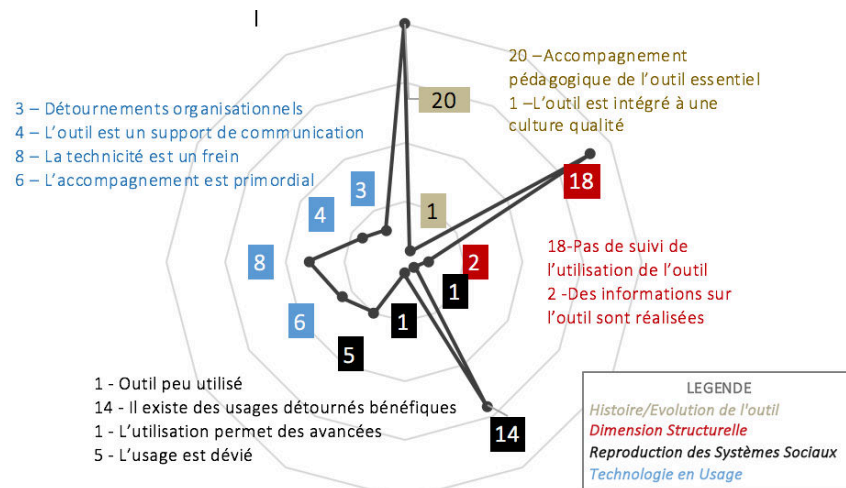 I
20 –Accompagnement
pédagogique de l'outil essentiel
1 –L'outil est intégré à une
culture qualité
3 – Détournements organisationnels
4 – L'outil est un support de communication
8 – La technicité est un frein
6 – L'accompagnement est primordial
20
18
3
1
4
8
2
1
6
1
5
14
18-Pas de suivi de
l'utilisation de l'outil
2 -Des informations sur
l'outil sont réalisées
1 - Outil peu utilisé
14 - Il existe des usages détournés bénéfiques
1 - L'utilisation permet des avancées
5 - L'usage est dévié
LEGENDE
Histoire/Evolution de l'outil
Dimension Structurelle
Reproduction des Systèmes Sociaux
Technologie en Usage